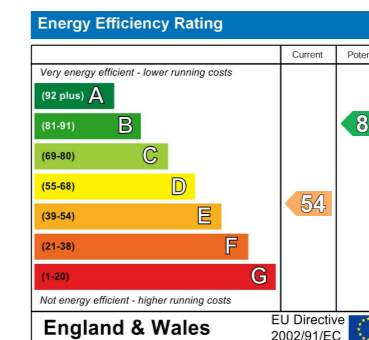 Energy Efficiency Rating
Current
Very energy efficient - lower running costs
(92 plus) A
(81-91) B
8
(69-80) C
(55-68) D
54
(39-54) E
(21-38) F
(1-20) G
Not energy efficient - higher running costs
England & Wales
EU Directive
2002/91/EC